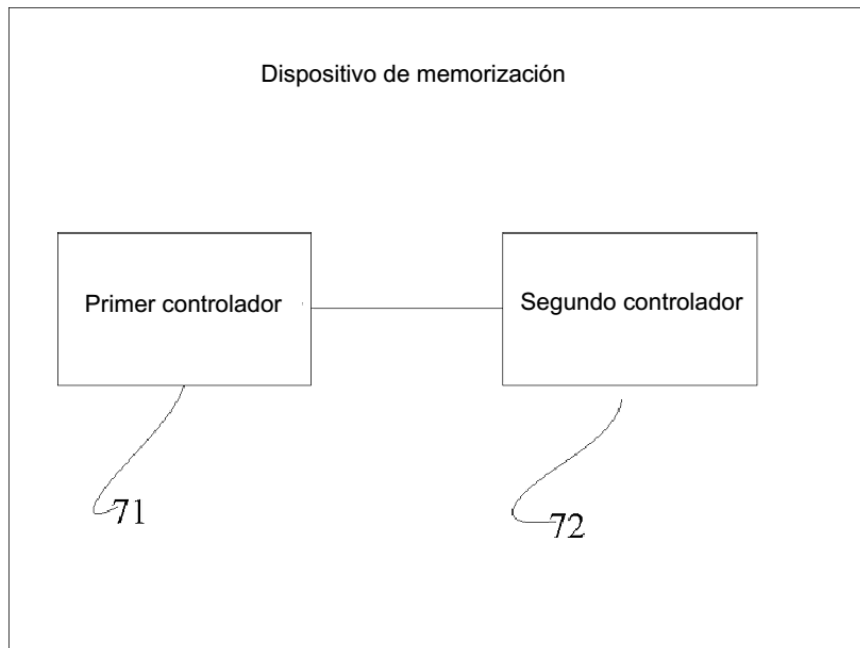 Dispositivo de memorización
Primer controlador
Segundo controlador
71
72